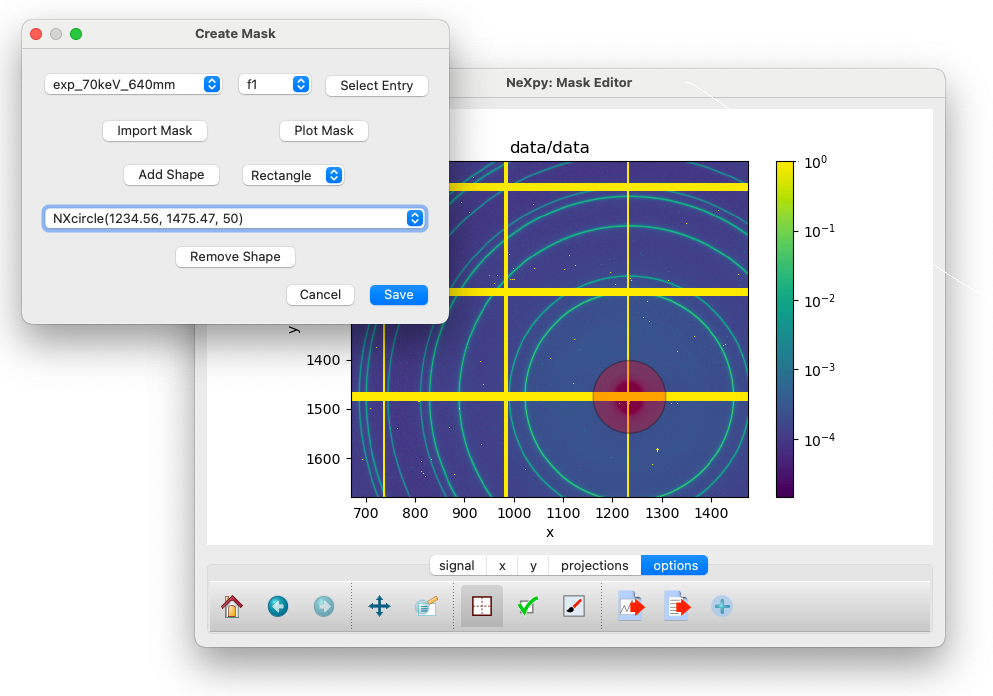 Create Mask
exp_70keV_640mm f1 Select Entry
Import Mask Plot Mask
Add Shape Rectangle
NXcircle(1234.56, 1475.47, 50)
Remove Shape
Cancel Save
NeXpy: Mask Editor
data/data
10⁰
10⁻¹
10⁻²
10⁻³
10⁻⁴
y
1400
1500
1600
700 800 900 1000 1100 1200 1300 1400
x
signal x y projections options